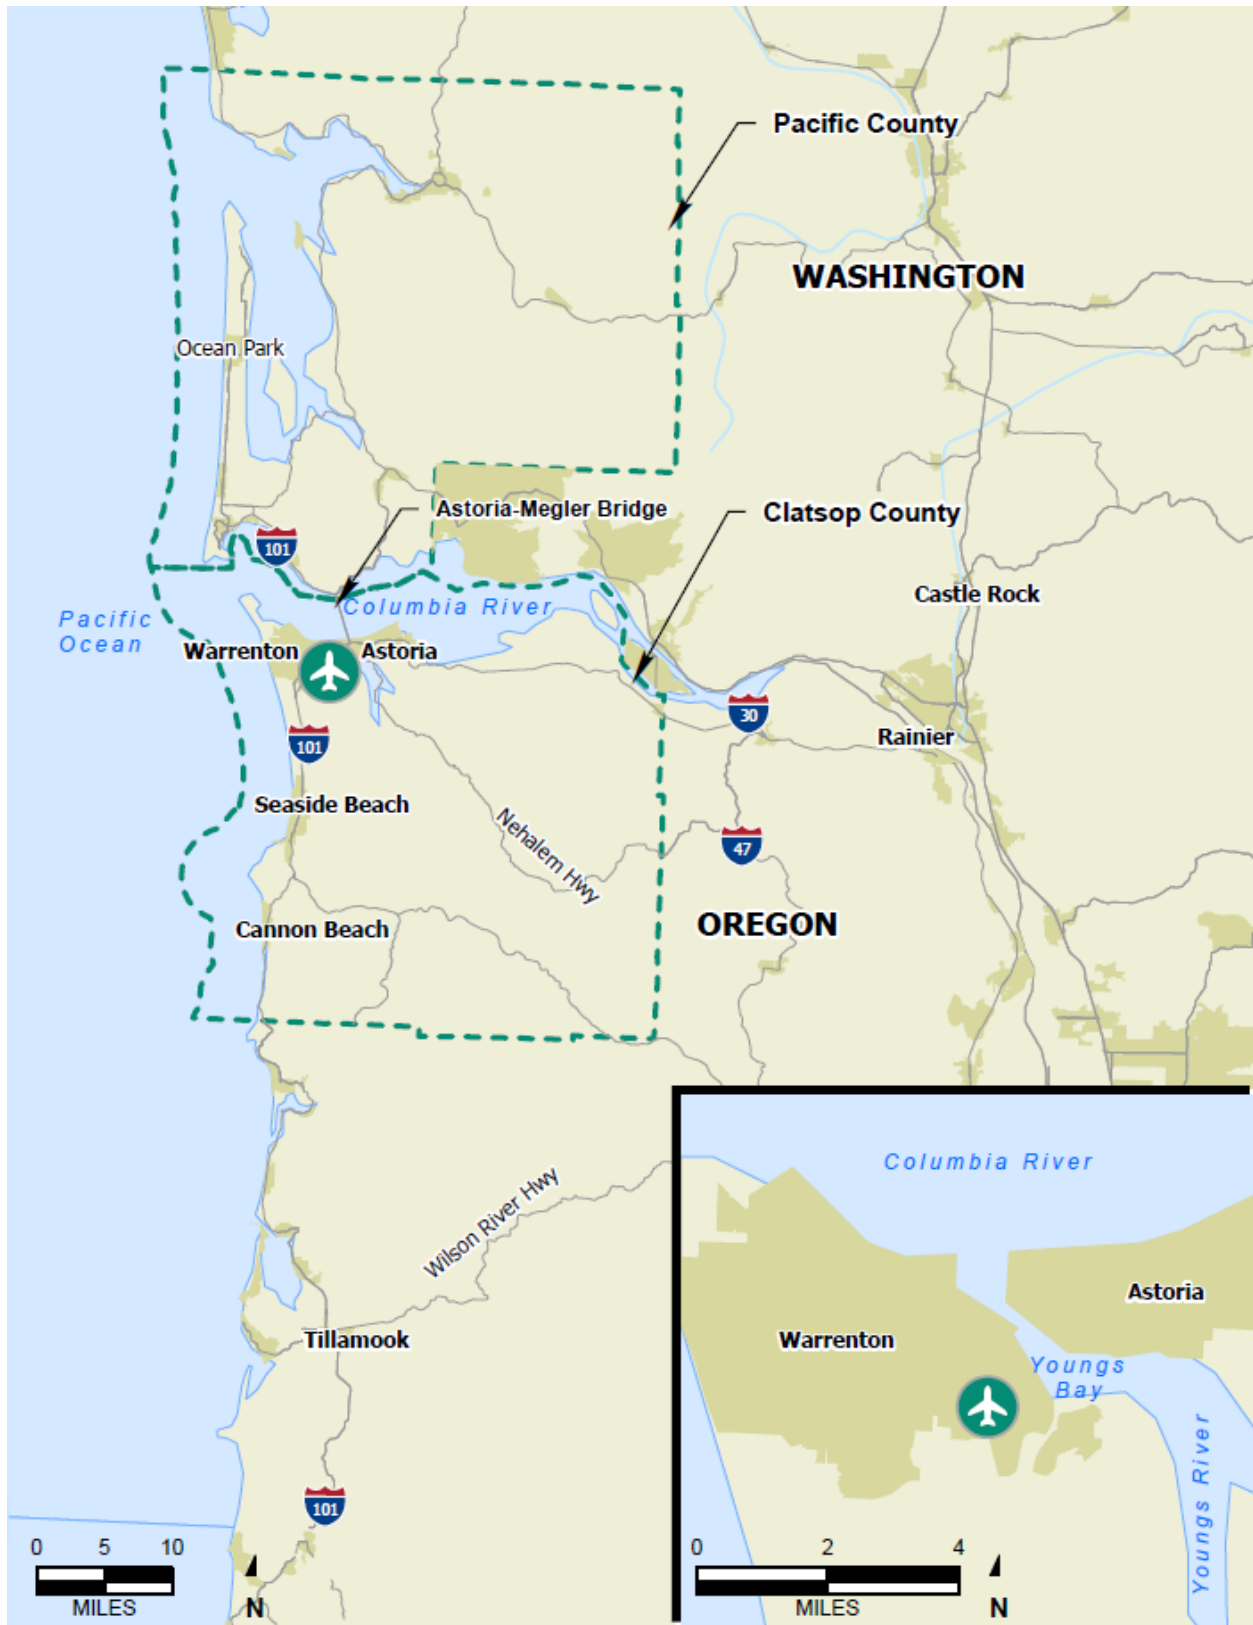 Pacific County
WASHINGTON
Ocean Park
Astoria-Megler Bridge
Clatsop County
101
Castle Rock
Columbia River
Pacific
Ocean
Warrenton
Astoria
30
Rainier
101
Seaside Beach
Nehalem Hwy
47
OREGON
Cannon Beach
Wilson River Hwy
Tillamook
101
0 5 10
MILES
N
Columbia River
Astoria
Warrenton
Youngs
Bay
Youngs River
0 2 4
MILES
N